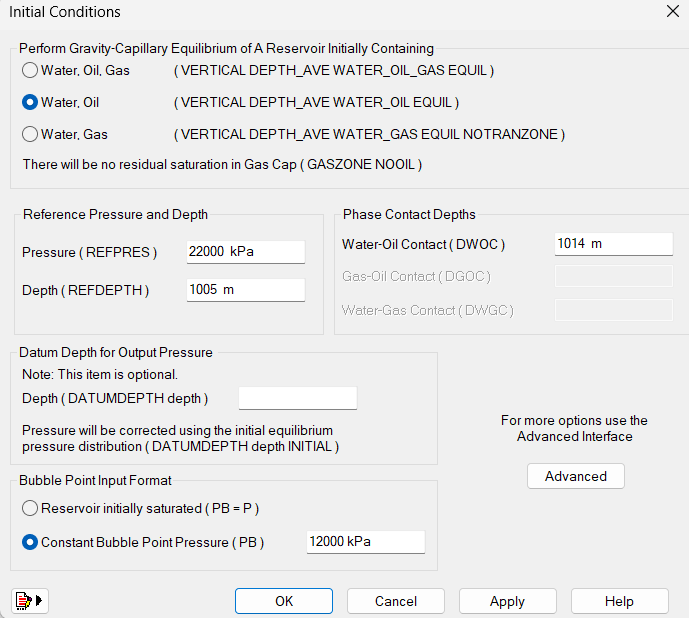 Initial Conditions
Perform Gravity-Capillary Equilibrium of A Reservoir Initially Containing
Water, Oil, Gas ( VERTICAL DEPTH_AVE WATER_OIL_GAS EQUIL )
Water, Oil ( VERTICAL DEPTH_AVE WATER_OIL EQUIL )
Water, Gas ( VERTICAL DEPTH_AVE WATER_GAS EQUIL NOTRANZONE )
There will be no residual saturation in Gas Cap ( GASZONE NOOIL )
Reference Pressure and Depth
Pressure ( REFPRES ) 22000 kPa
Depth ( REFDEPTH ) 1005 m
Phase Contact Depths
Water-Oil Contact ( DWOC ) 1014 m
Gas-Oil Contact ( DGOC )
Water-Gas Contact ( DWGC )
Datum Depth for Output Pressure
Note: This item is optional.
Depth ( DATUMDEPTH depth )
Pressure will be corrected using the initial equilibrium
pressure distribution ( DATUMDEPTH depth INITIAL )
For more options use the
Advanced Interface
Advanced
Bubble Point Input Format
Reservoir initially saturated ( PB = P )
Constant Bubble Point Pressure ( PB ) 12000 kPa
OK Cancel Apply Help